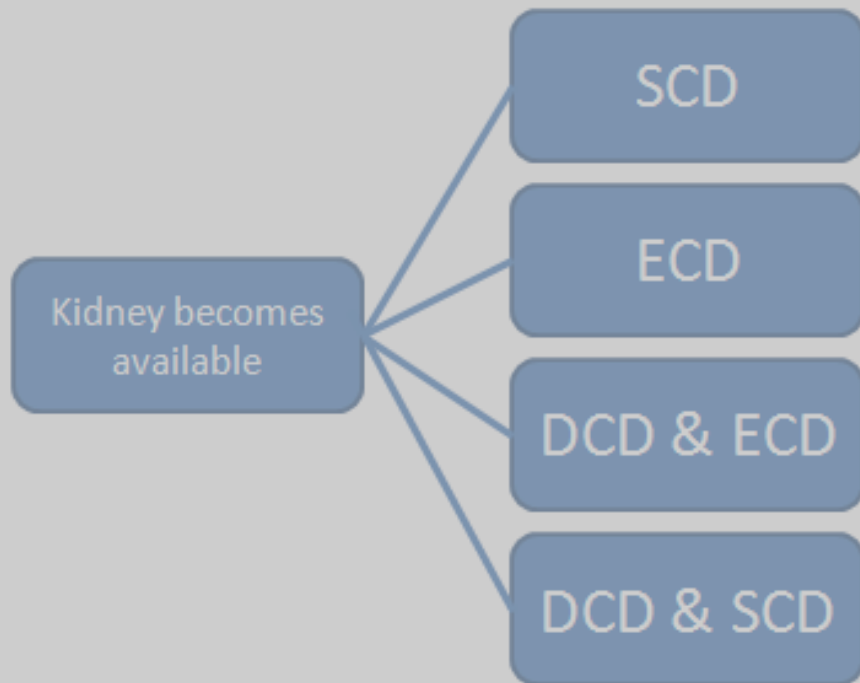 Kidney becomes
available
SCD
ECD
DCD & ECD
DCD & SCD